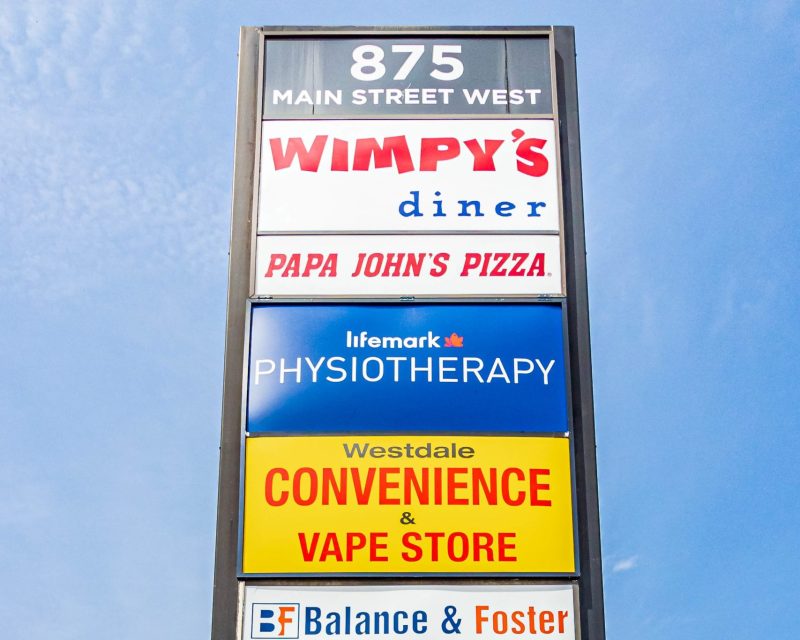 875
MAIN STREET WEST
WIMPY'S
diner
PAPA JOHN'S PIZZA®
lifemark
PHYSIOTHERAPY
Westdale
CONVENIENCE
&
VAPE STORE
BF Balance & Foster